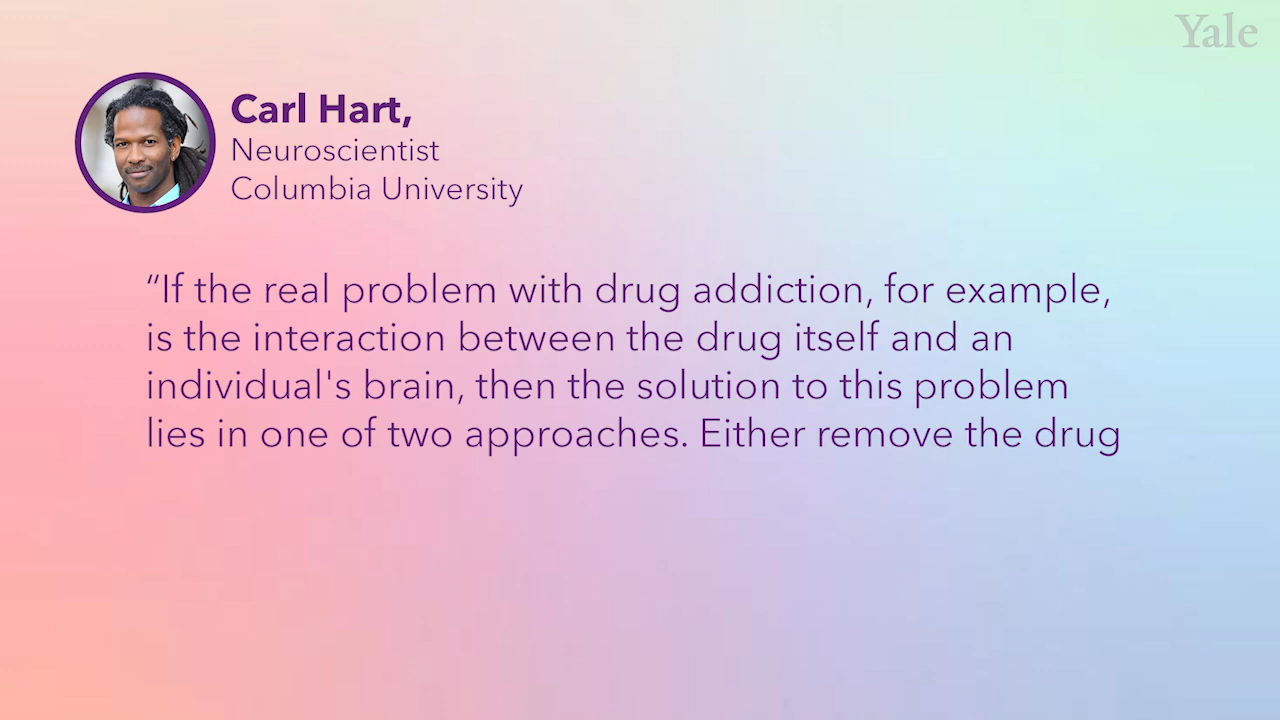 Yale
Carl Hart,
Neuroscientist
Columbia University
“If the real problem with drug addiction, for example,
is the interaction between the drug itself and an
individual's brain, then the solution to this problem
lies in one of two approaches. Either remove the drug